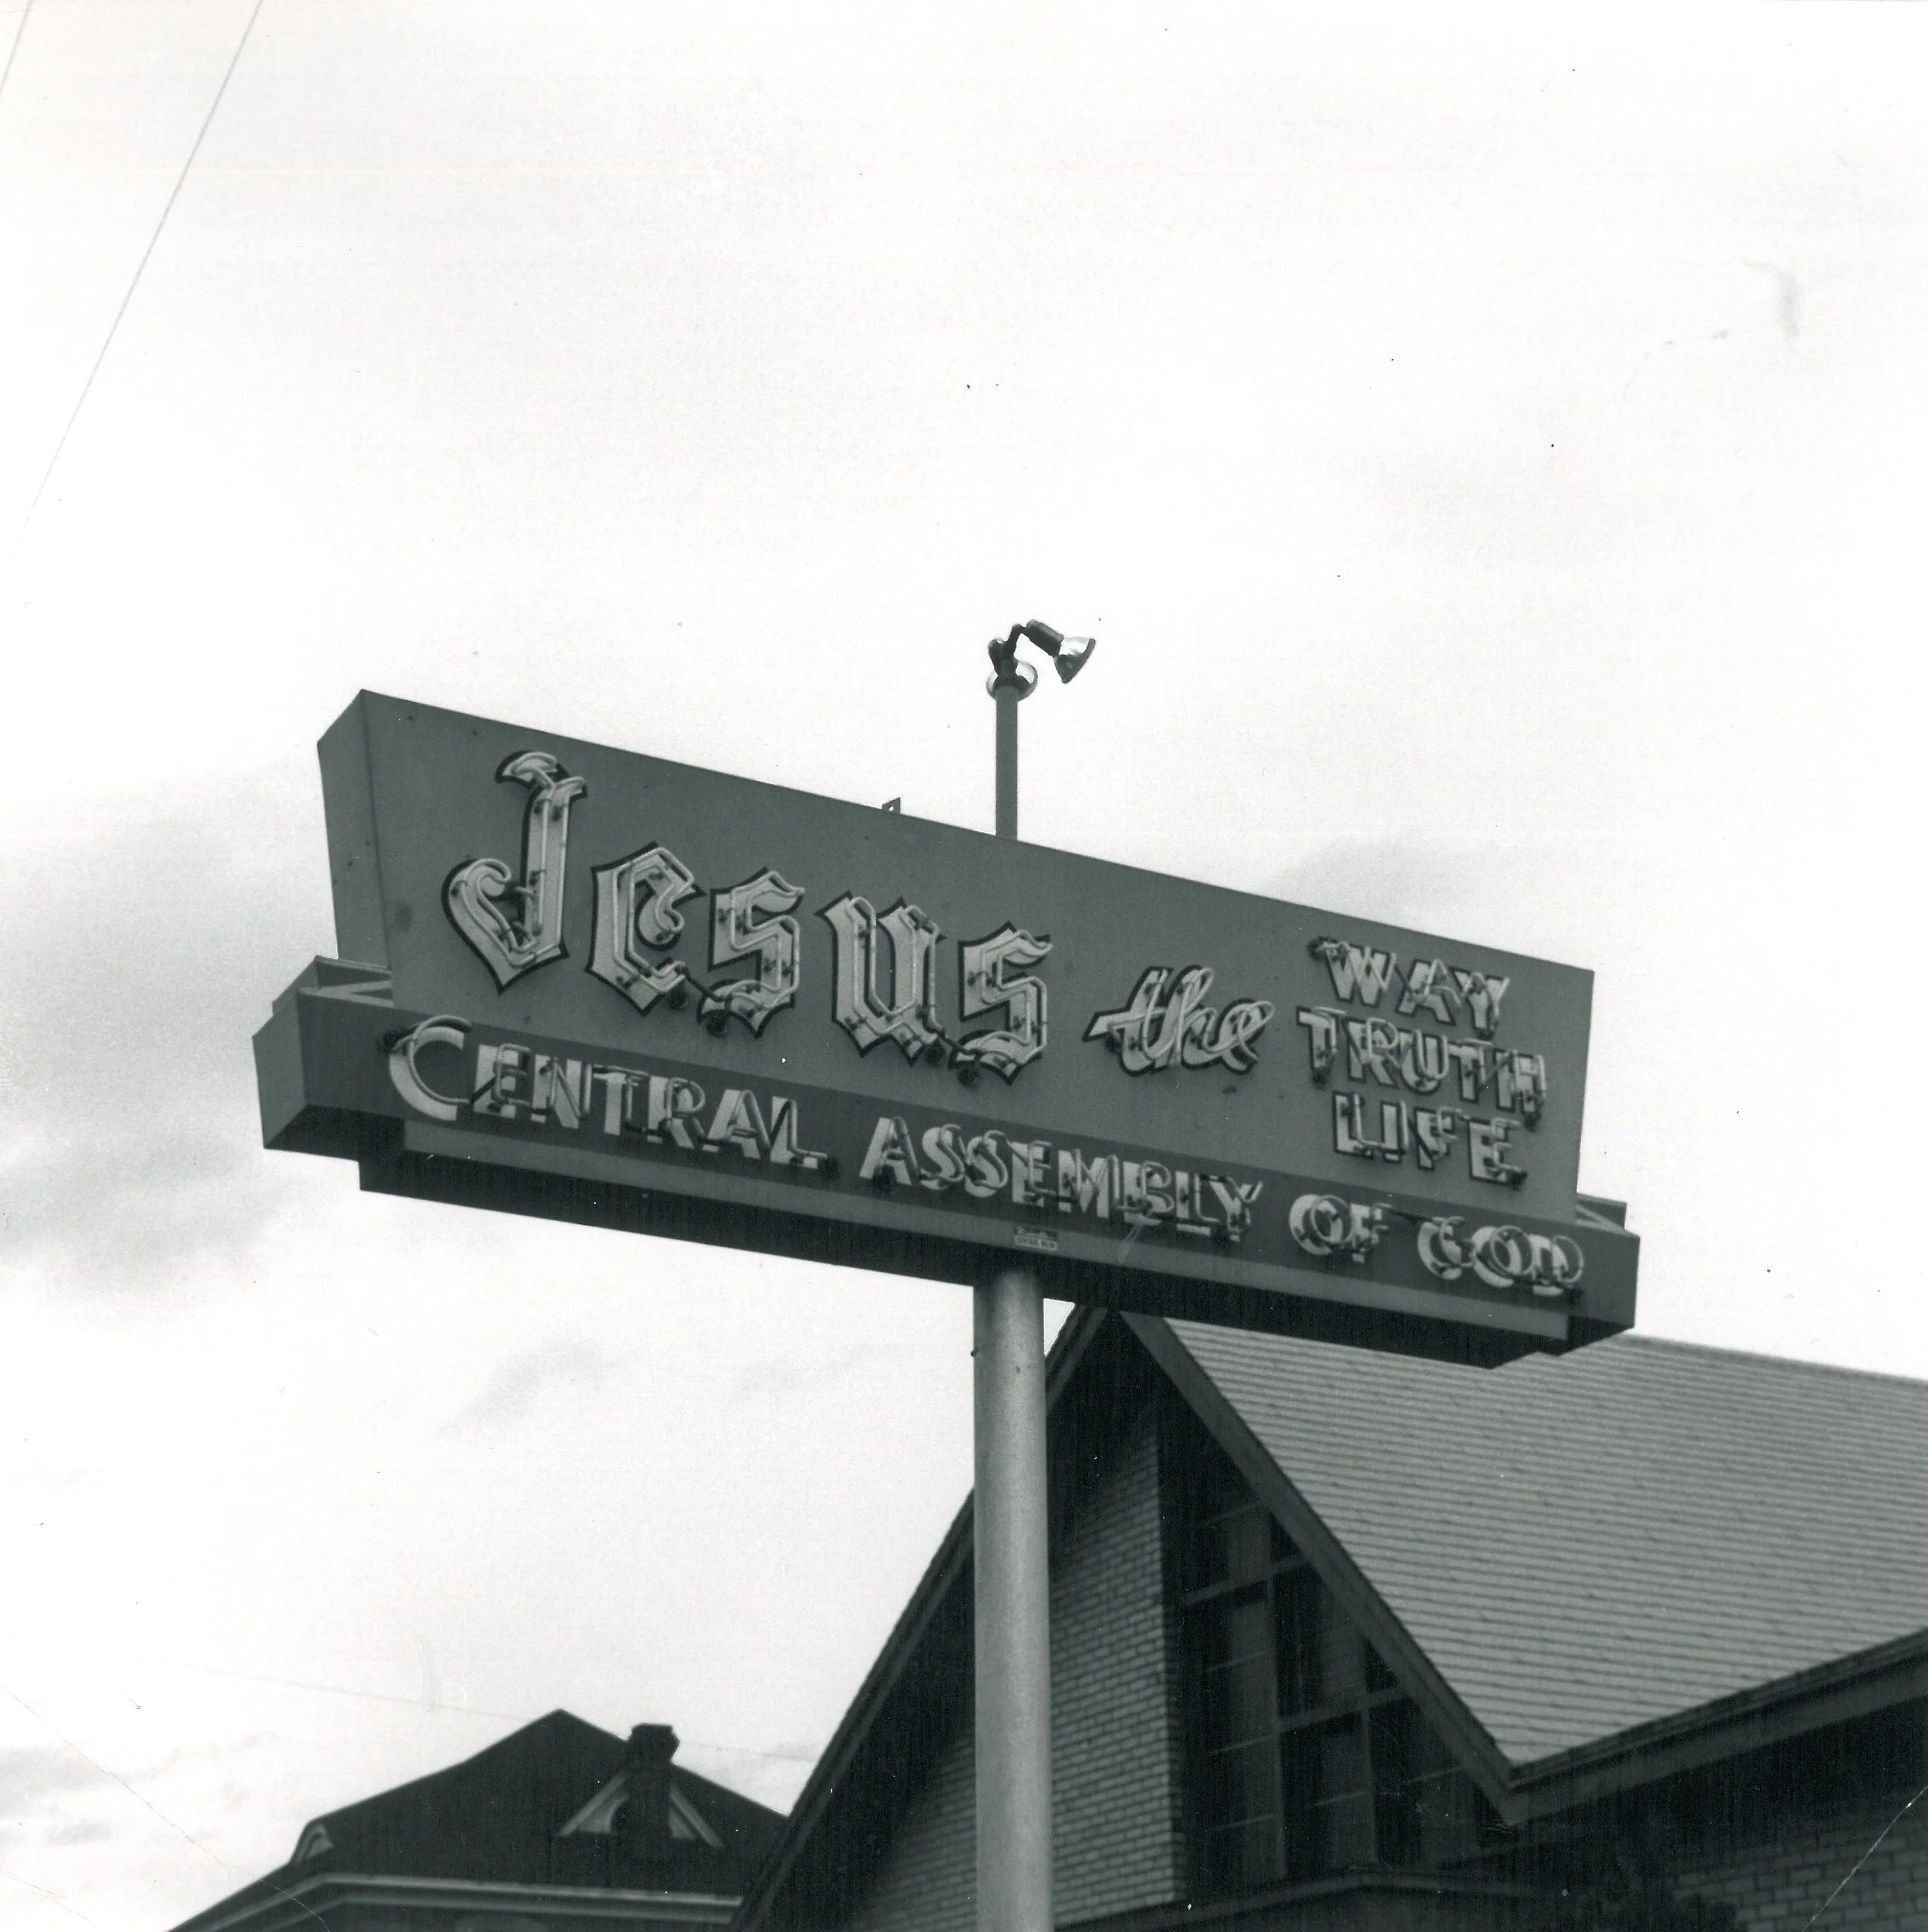 Jesus the
WAY
TRUTH
LIFE
CENTRAL ASSEMBLY OF GOD